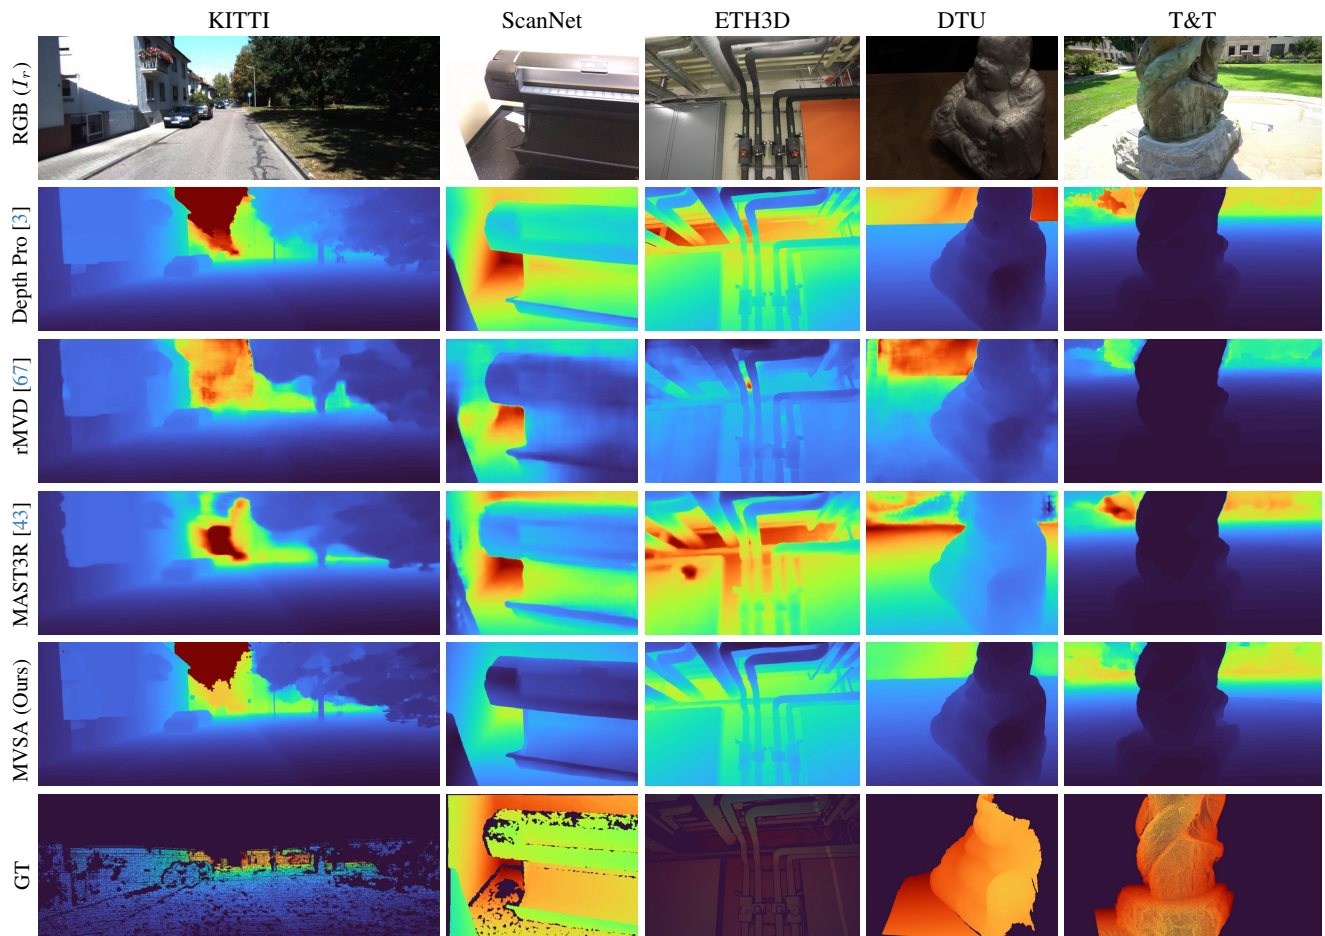 KITTI ScanNet ETH3D DTU T&T
RGB (I_r)
Depth Pro [3]
rMVD [67]
MAST3R [43]
MVSA (Ours)
GT